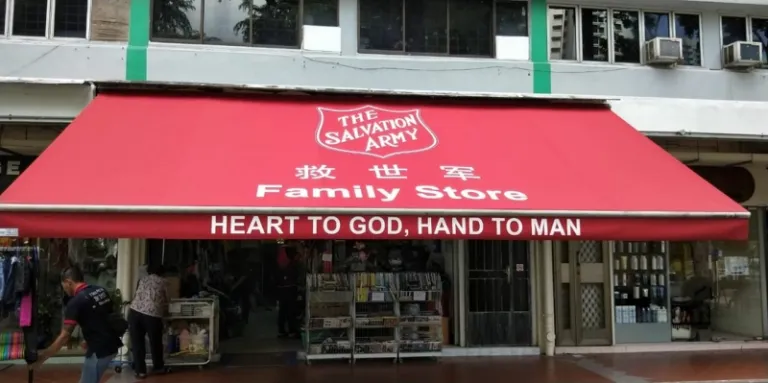 THE
SALVATION
ARMY
救世军
Family Store
HEART TO GOD, HAND TO MAN